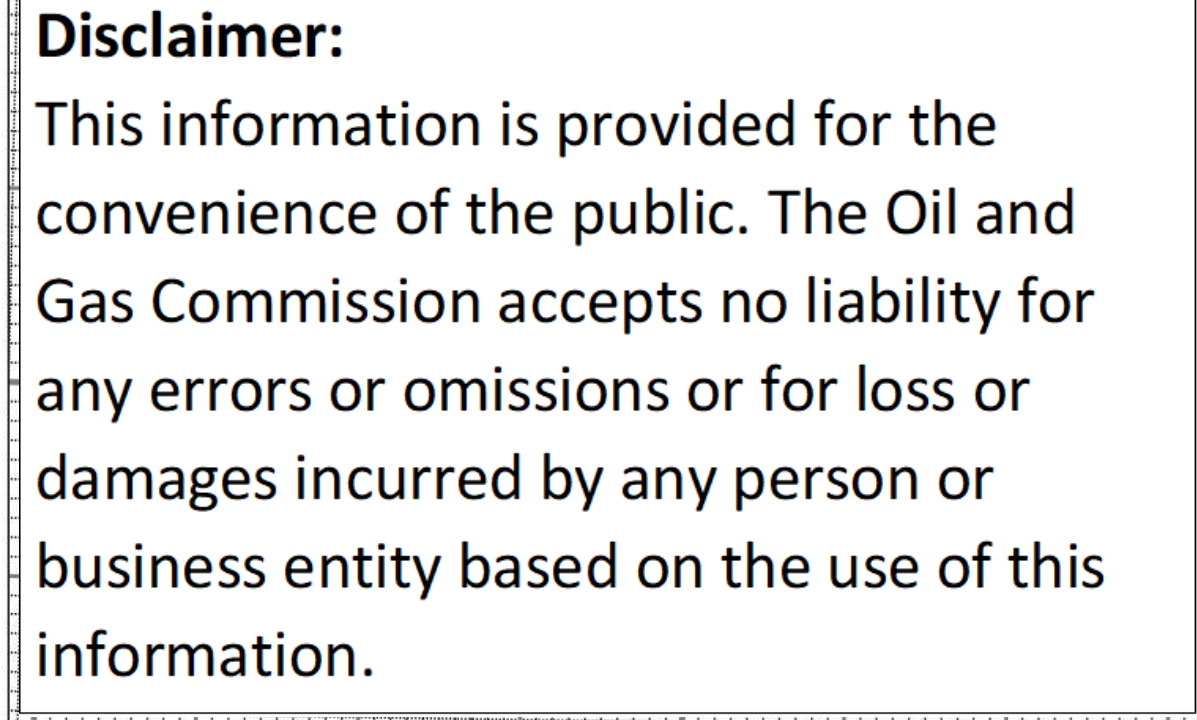 Disclaimer:
This information is provided for the
convenience of the public. The Oil and
Gas Commission accepts no liability for
any errors or omissions or for loss or
damages incurred by any person or
business entity based on the use of this
information.